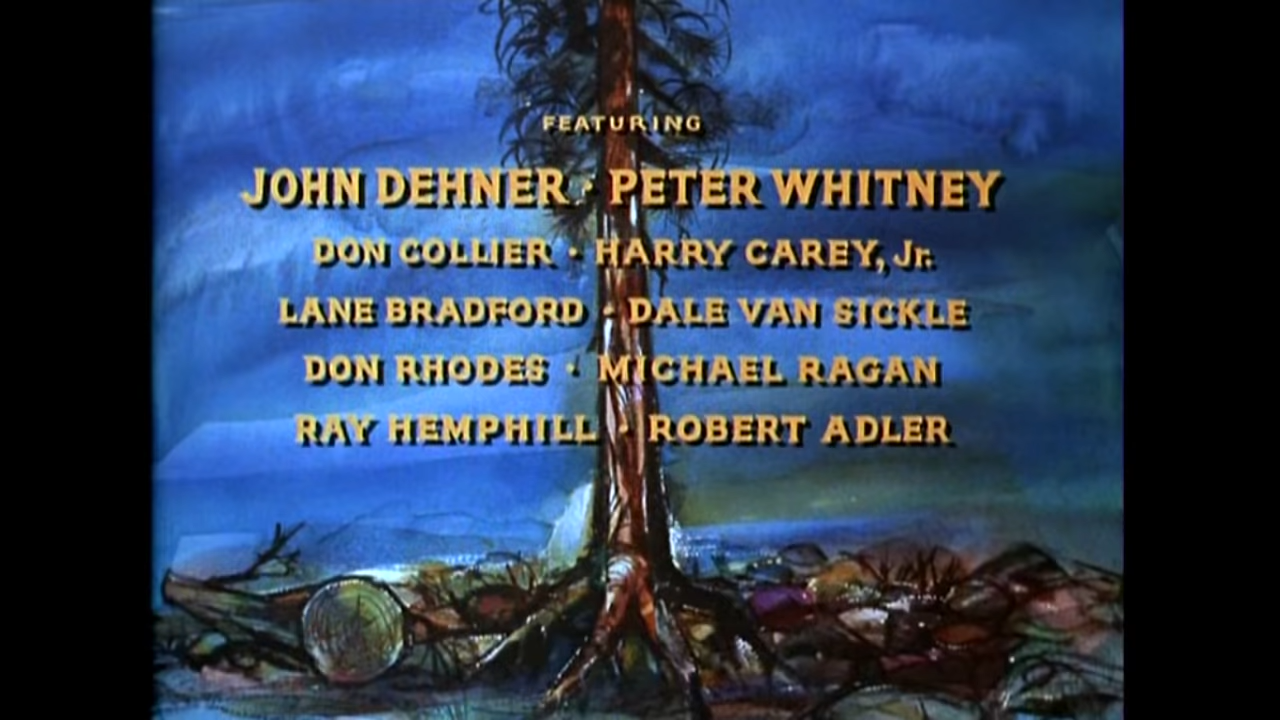 FEATURING
JOHN DEHNER · PETER WHITNEY
DON COLLIER · HARRY CAREY, Jr.
LANE BRADFORD · DALE VAN SICKLE
DON RHODES · MICHAEL RAGAN
RAY HEMPHILL · ROBERT ADLER